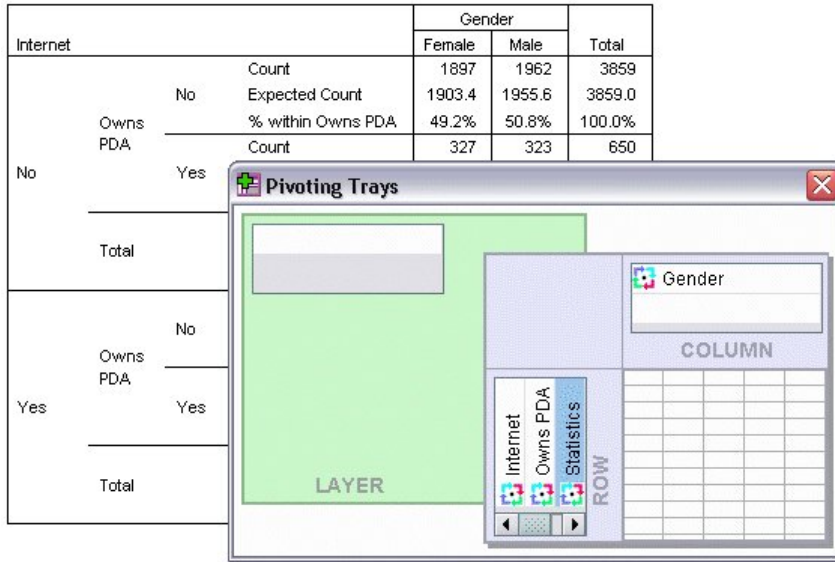 Gender
Internet Female Male Total
Count 1897 1962 3859
No Expected Count 1903.4 1955.6 3859.0
Owns % within Owns PDA 49.2% 50.8% 100.0%
PDA Count 327 323 650
No Yes
Total
No
Owns
PDA
Yes Yes
Total
Pivoting Trays
Gender
COLUMN
Internet
Owns PDA
Statistics
ROW
LAYER